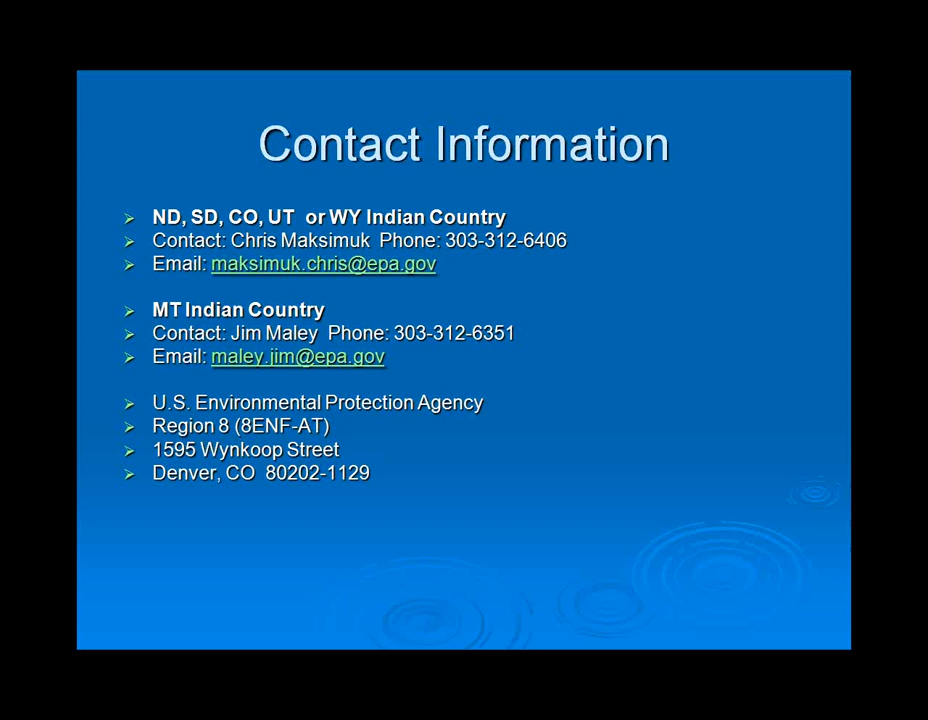 Contact Information
ND, SD, CO, UT or WY Indian Country
Contact: Chris Maksimuk Phone: 303-312-6406
Email: maksimuk.chris@epa.gov
MT Indian Country
Contact: Jim Maley Phone: 303-312-6351
Email: maley.jim@epa.gov
U.S. Environmental Protection Agency
Region 8 (8ENF-AT)
1595 Wynkoop Street
Denver, CO 80202-1129